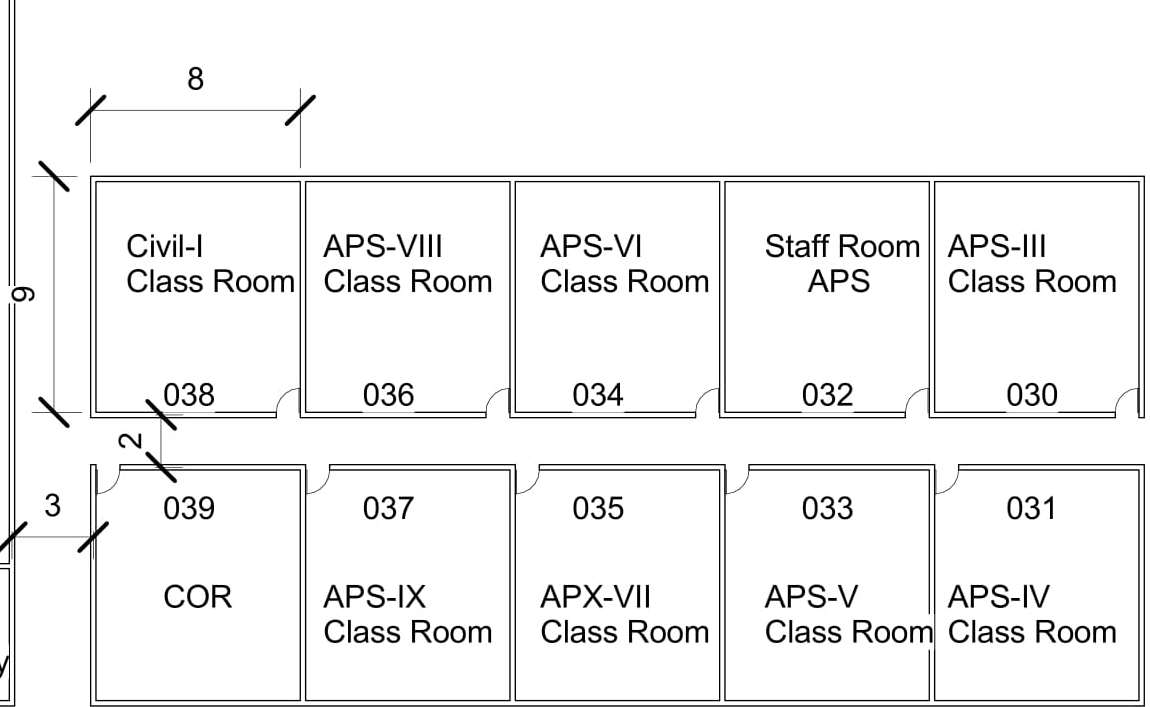 8
Civil-I
Class Room
APS-VIII
Class Room
APS-VI
Class Room
Staff Room
APS
APS-III
Class Room
9
038
036
034
032
030
2
3
039
037
035
033
031
COR
APS-IX
Class Room
APX-VII
Class Room
APS-V
Class Room
APS-IV
Class Room
y